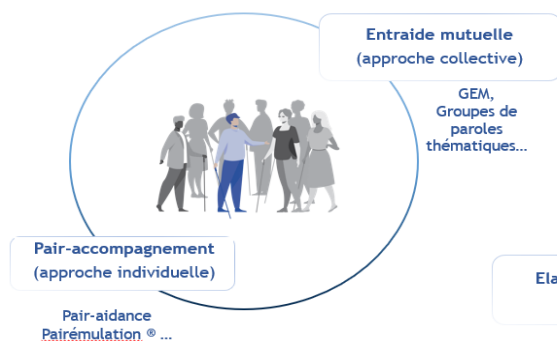 Entraide mutuelle
(approche collective)
GEM,
Groupes de
paroles
thématiques...
Pair-accompagnement
(approche individuelle)
Ela
Pair-aidance
Pairémulation ® ...